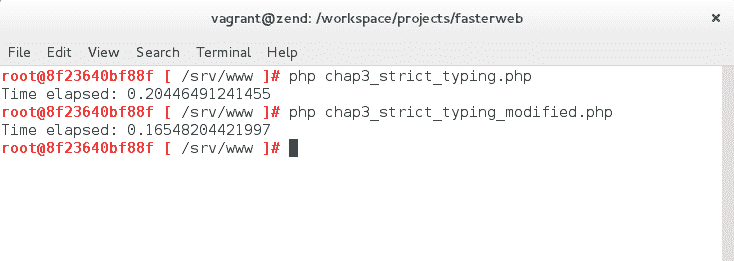 vagrant@zend: /workspace/projects/fasterweb
File Edit View Search Terminal Help
root@8f23640bf88f [ /srv/www ]# php chap3_strict_typing.php
Time elapsed: 0.20446491241455
root@8f23640bf88f [ /srv/www ]# php chap3_strict_typing_modified.php
Time elapsed: 0.16548204421997
root@8f23640bf88f [ /srv/www ]#